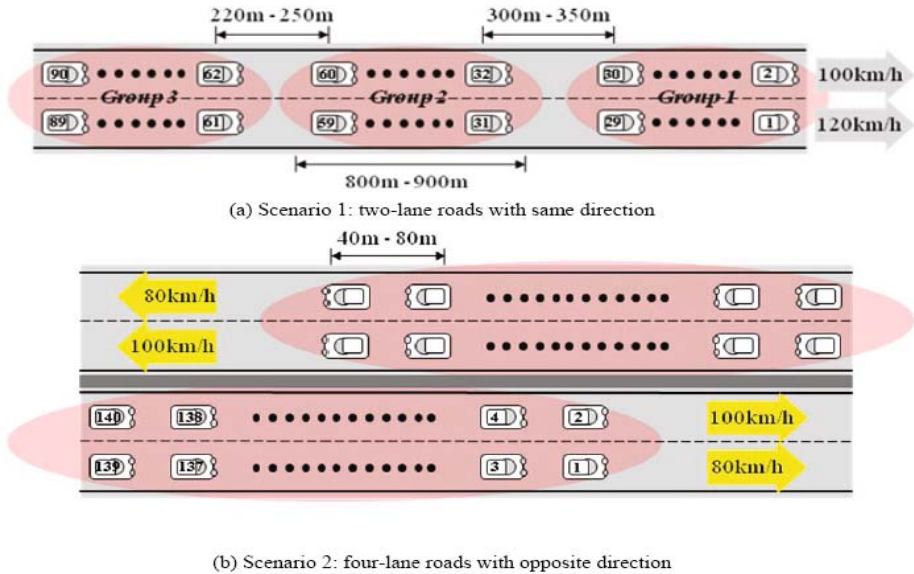 220m - 250m 300m - 350m
90 62 60 32 30 2 100km/h
Group 3 Group 2 Group 1
89 61 59 31 29 1 120km/h
800m - 900m
(a) Scenario 1: two-lane roads with same direction
40m - 80m
80km/h
100km/h
140 138 4 2 100km/h
139 137 3 1 80km/h
(b) Scenario 2: four-lane roads with opposite direction